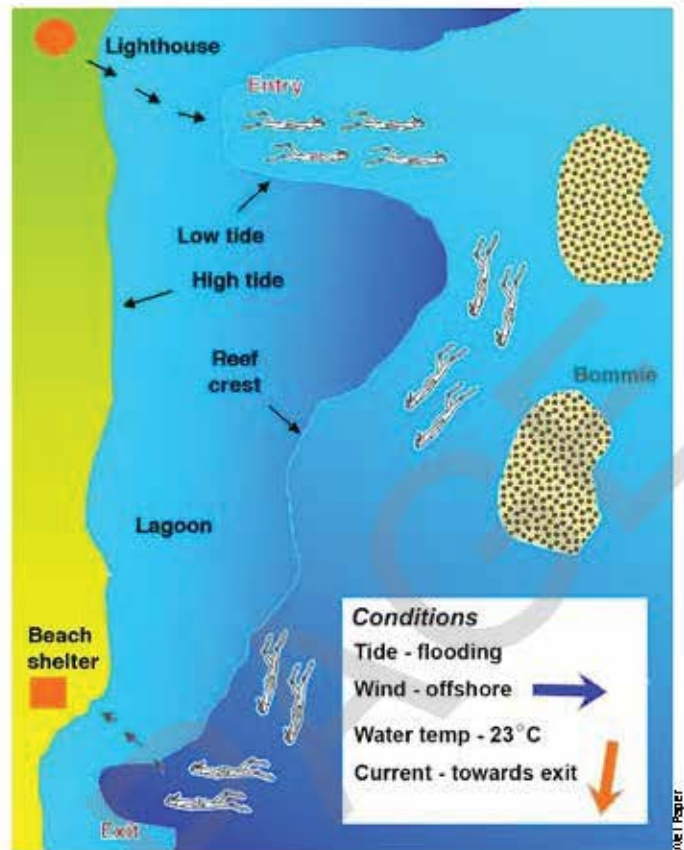 Lighthouse
Entry
Low tide
High tide
Reef
crest
Bommie
Lagoon
Beach
shelter
Exit
Conditions
Tide - flooding
Wind - offshore
Water temp - 23°C
Current - towards exit
Paper